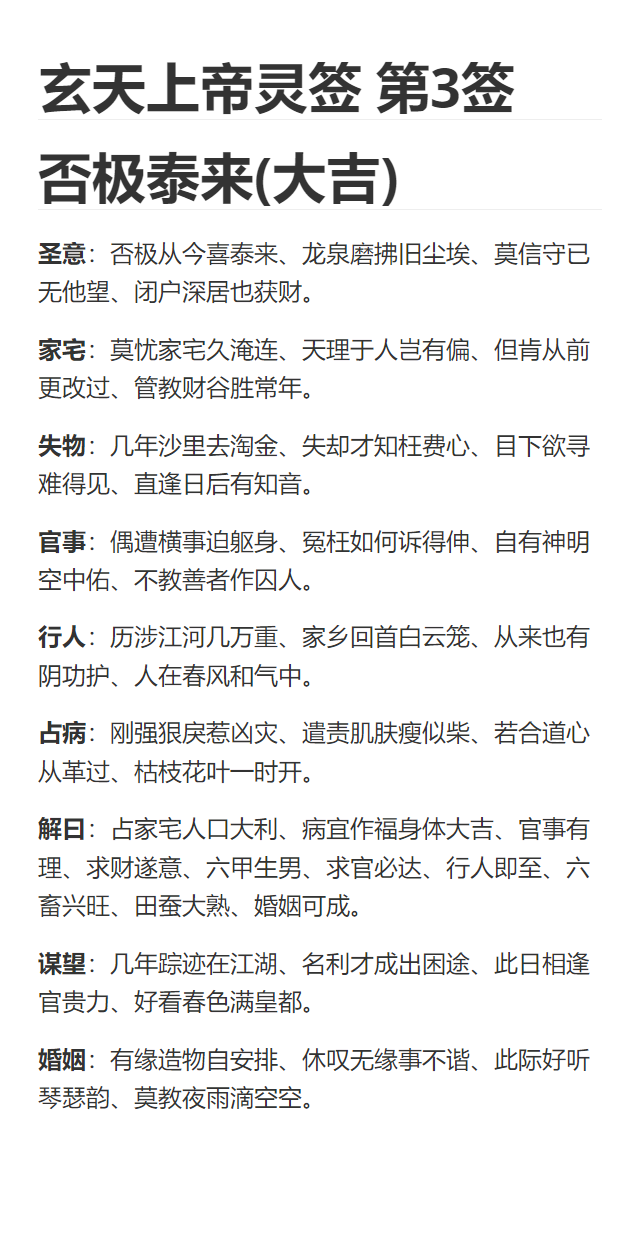 玄天上帝灵签 第3签
否极泰来(大吉)
圣意：否极从今喜泰来、龙泉磨拂旧尘埃、莫信守已
无他望、闭户深居也获财。
家宅：莫忧家宅久淹连、天理于人岂有偏、但肯从前
更改过、管教财谷胜常年。
失物：几年沙里去淘金、失却才知枉费心、目下欲寻
难得见、直逢日后有知音。
官事：偶遭横事迫躯身、冤枉如何诉得伸、自有神明
空中佑、不教善者作囚人。
行人：历涉江河几万重、家乡回首白云笼、从来也有
阴功护、人在春风和气中。
占病：刚强狠戾惹凶灾、遣责肌肤瘦似柴、若合道心
从革过、枯枝花叶一时开。
解曰：占家宅人口大利、病宜作福身体大吉、官事有
理、求财遂意、六甲生男、求官必达、行人即至、六
畜兴旺、田蚕大熟、婚姻可成。
谋望：几年踪迹在江湖、名利才成出困途、此日相逢
官贵力、好看春色满皇都。
婚姻：有缘造物自安排、休叹无缘事不谐、此际好听
琴瑟韵、莫教夜雨滴空空。